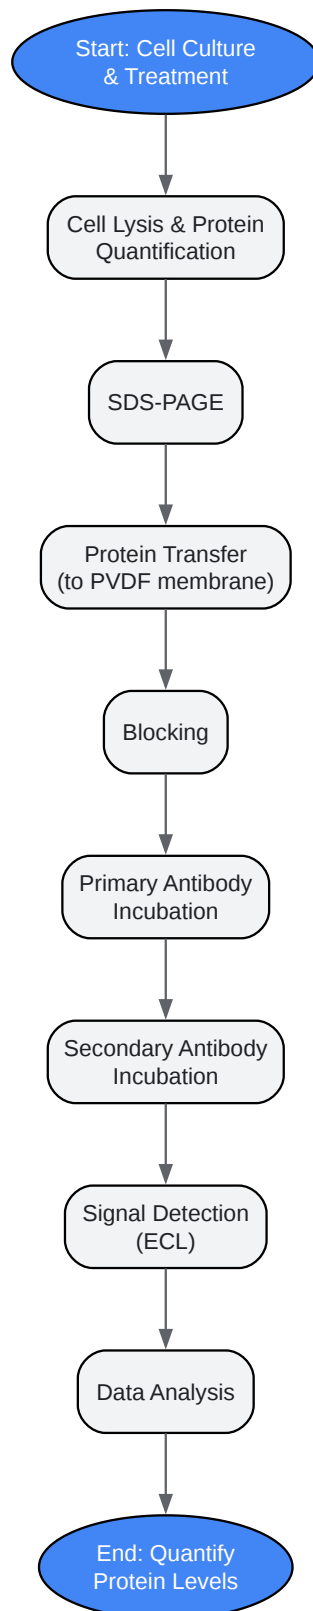 Start: Cell Culture
& Treatment
Cell Lysis & Protein
Quantification
SDS-PAGE
Protein Transfer
(to PVDF membrane)
Blocking
Primary Antibody
Incubation
Secondary Antibody
Incubation
Signal Detection
(ECL)
Data Analysis
End: Quantify
Protein Levels